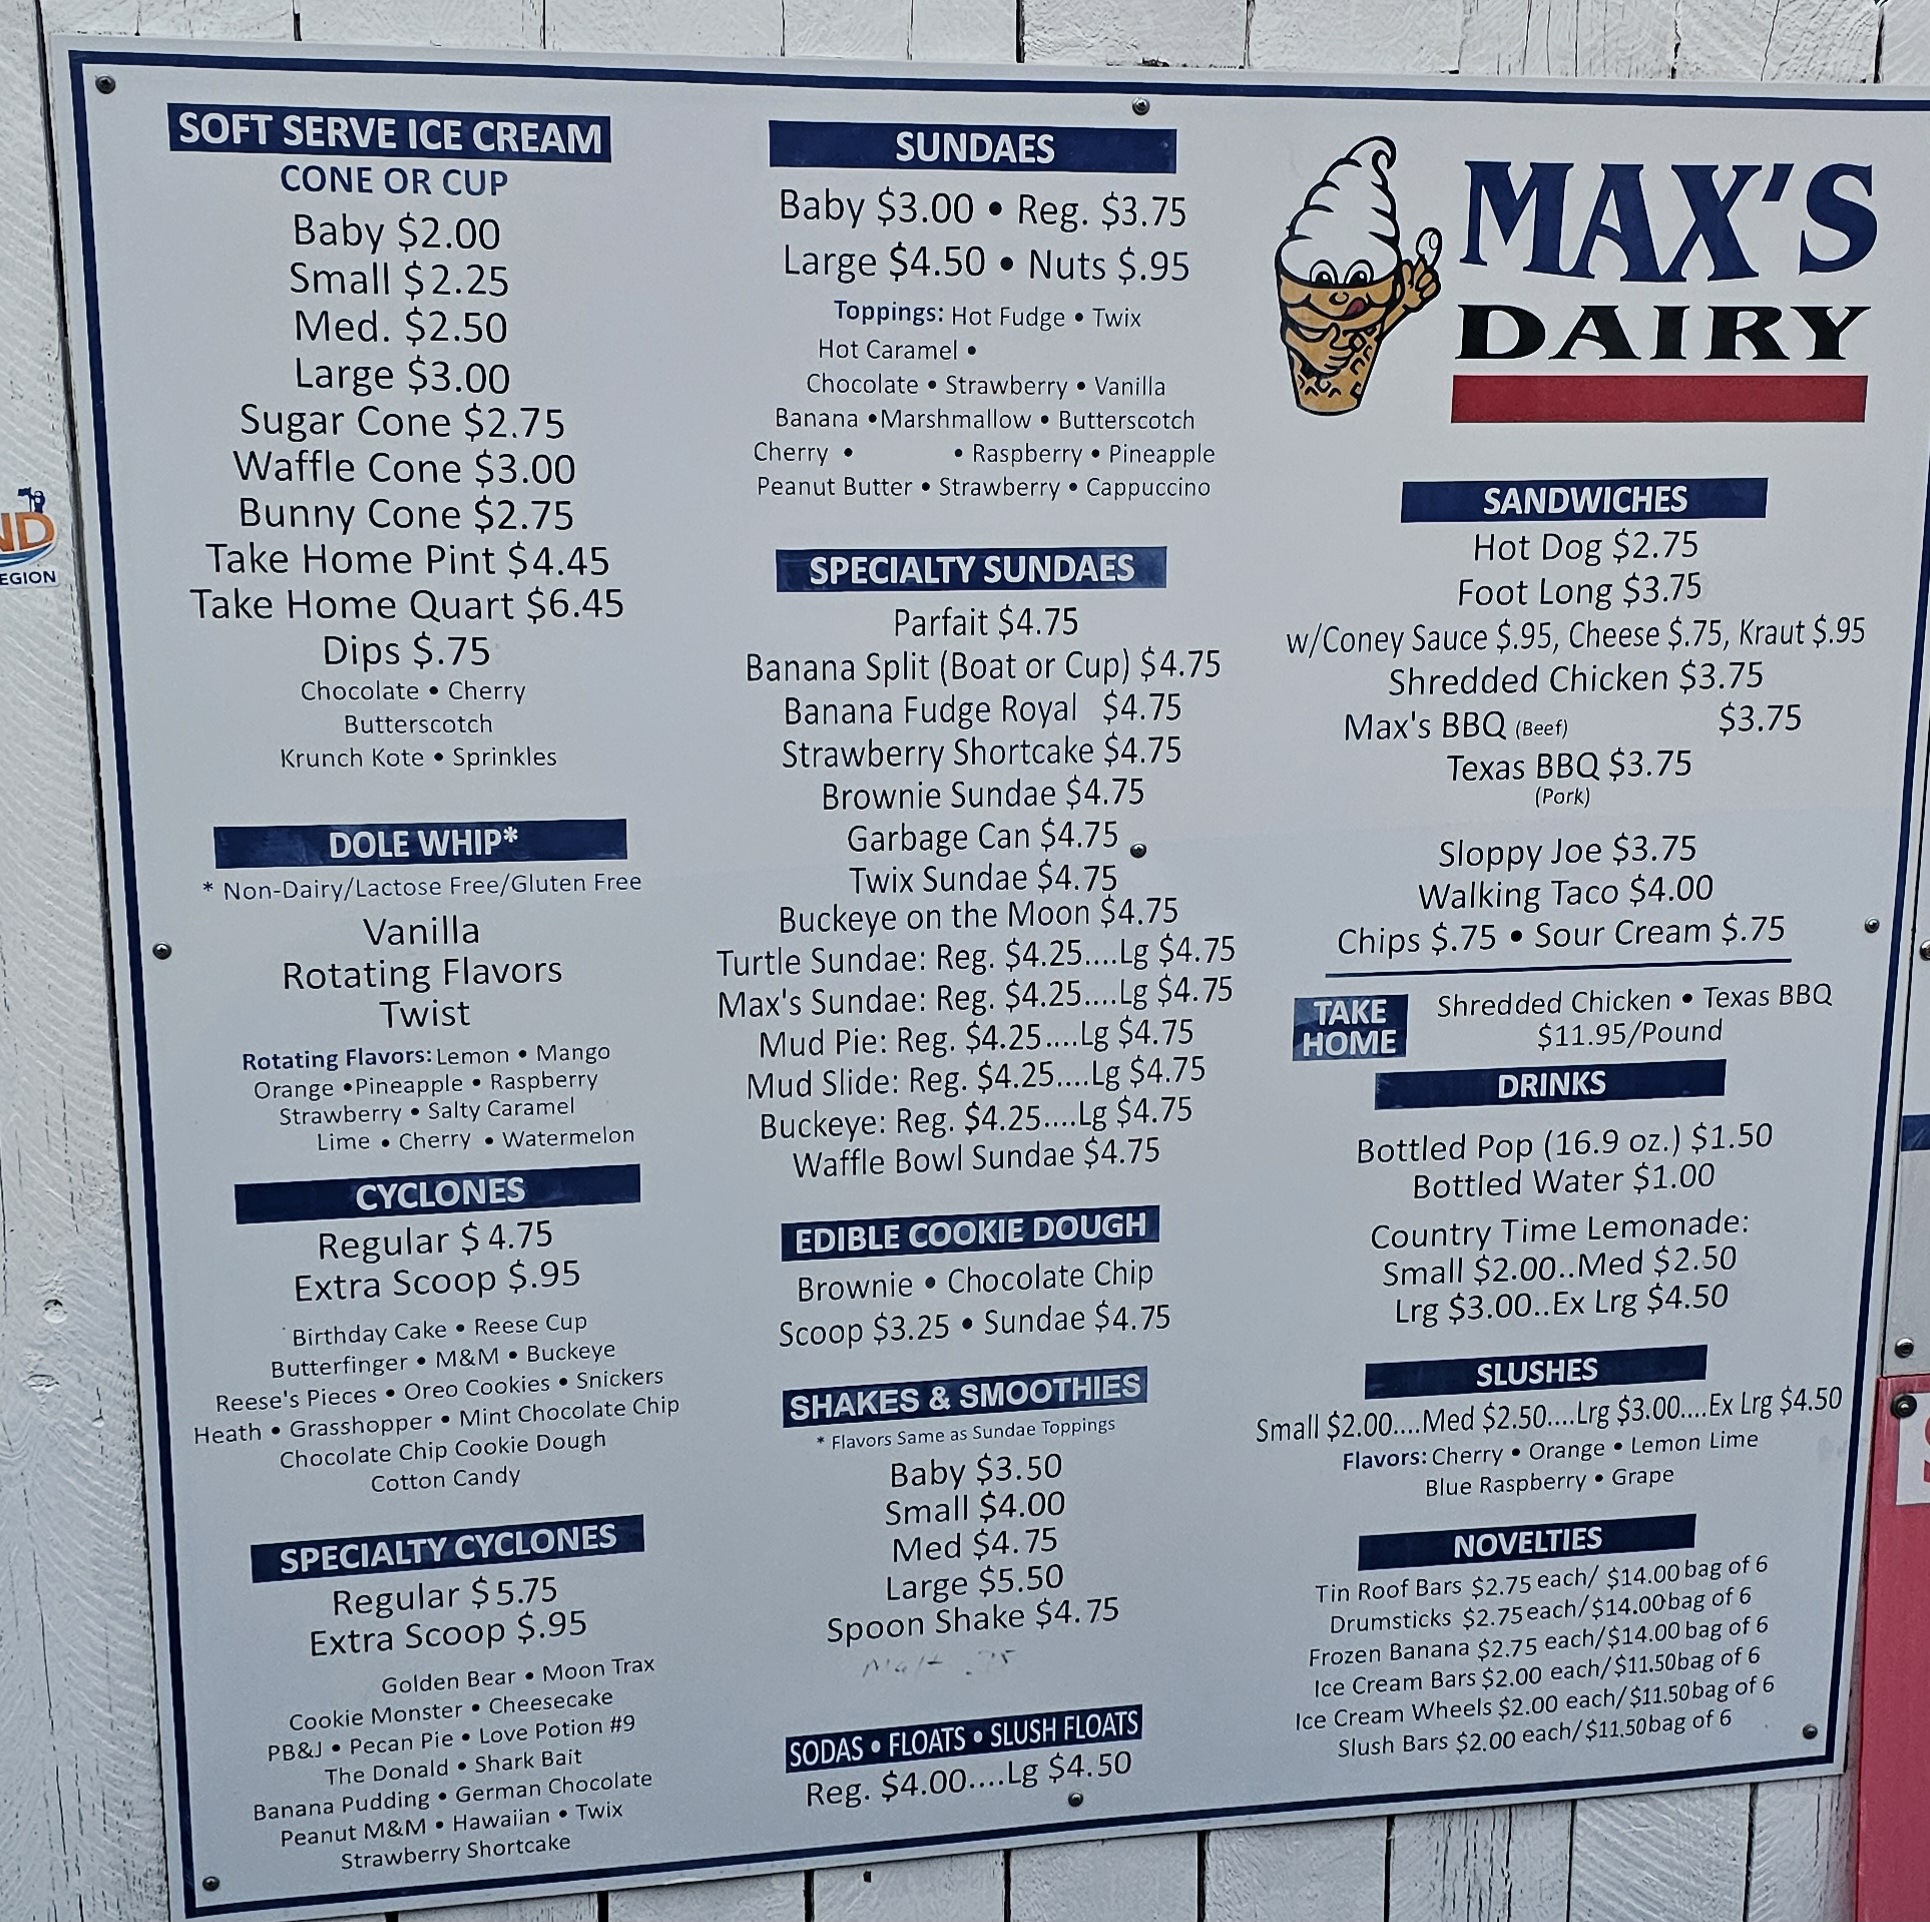 SOFT SERVE ICE CREAM
CONE OR CUP
Baby $2.00
Small $2.25
Med. $2.50
Large $3.00
Sugar Cone $2.75
Waffle Cone $3.00
Bunny Cone $2.75
Take Home Pint $4.45
Take Home Quart $6.45
Dips $.75
Chocolate • Cherry
Butterscotch
Krunch Kote • Sprinkles
DOLE WHIP*
* Non-Dairy/Lactose Free/Gluten Free
Vanilla
Rotating Flavors
Twist
Rotating Flavors: Lemon • Mango
Orange • Pineapple • Raspberry
Strawberry • Salty Caramel
Lime • Cherry • Watermelon
CYCLONES
Regular $ 4.75
Extra Scoop $.95
Birthday Cake • Reese Cup
Butterfinger • M&M • Buckeye
Reese's Pieces • Oreo Cookies • Snickers
Heath • Grasshopper • Mint Chocolate Chip
Chocolate Chip Cookie Dough
Cotton Candy
SPECIALTY CYCLONES
Regular $ 5.75
Extra Scoop $.95
Golden Bear • Moon Trax
Cookie Monster • Cheesecake
PB&J • Pecan Pie • Love Potion #9
The Donald • Shark Bait
Banana Pudding • German Chocolate
Peanut M&M • Hawaiian • Twix
Strawberry Shortcake
SUNDAES
Baby $3.00 • Reg. $3.75
Large $4.50 • Nuts $.95
Toppings: Hot Fudge • Twix
Hot Caramel •
Chocolate • Strawberry • Vanilla
Banana • Marshmallow • Butterscotch
Cherry • • Raspberry • Pineapple
Peanut Butter • Strawberry • Cappuccino
SPECIALTY SUNDAES
Parfait $4.75
Banana Split (Boat or Cup) $4.75
Banana Fudge Royal $4.75
Strawberry Shortcake $4.75
Brownie Sundae $4.75
Garbage Can $4.75
Twix Sundae $4.75
Buckeye on the Moon $4.75
Turtle Sundae: Reg. $4.25....Lg $4.75
Max's Sundae: Reg. $4.25....Lg $4.75
Mud Pie: Reg. $4.25....Lg $4.75
Mud Slide: Reg. $4.25....Lg $4.75
Buckeye: Reg. $4.25....Lg $4.75
Waffle Bowl Sundae $4.75
EDIBLE COOKIE DOUGH
Brownie • Chocolate Chip
Scoop $3.25 • Sundae $4.75
SHAKES & SMOOTHIES
* Flavors Same as Sundae Toppings
Baby $3.50
Small $4.00
Med $4.75
Large $5.50
Spoon Shake $4.75
Malt .75
SODAS • FLOATS • SLUSH FLOATS
Reg. $4.00....Lg $4.50
MAX'S
DAIRY
SANDWICHES
Hot Dog $2.75
Foot Long $3.75
w/Coney Sauce $.95, Cheese $.75, Kraut $.95
Shredded Chicken $3.75
Max's BBQ (Beef) $3.75
Texas BBQ $3.75
(Pork)
Sloppy Joe $3.75
Walking Taco $4.00
Chips $.75 • Sour Cream $.75
TAKE
HOME
Shredded Chicken • Texas BBQ
$11.95/Pound
DRINKS
Bottled Pop (16.9 oz.) $1.50
Bottled Water $1.00
Country Time Lemonade:
Small $2.00..Med $2.50
Lrg $3.00..Ex Lrg $4.50
SLUSHES
Small $2.00....Med $2.50....Lrg $3.00....Ex Lrg $4.50
Flavors: Cherry • Orange • Lemon Lime
Blue Raspberry • Grape
NOVELTIES
Tin Roof Bars $2.75 each/ $14.00 bag of 6
Drumsticks $2.75 each/$14.00 bag of 6
Frozen Banana $2.75 each/$14.00 bag of 6
Ice Cream Bars $2.00 each/$11.50 bag of 6
Ice Cream Wheels $2.00 each/$11.50 bag of 6
Slush Bars $2.00 each/$11.50 bag of 6